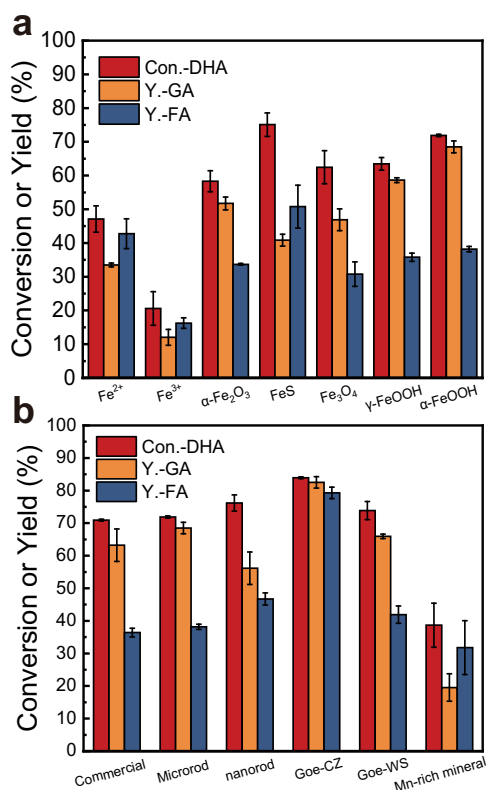 a
Conversion or Yield (%)
100
90
80
70
60
50
40
30
20
10
0
Con.-DHA
Y.-GA
Y.-FA
Fe²⁺
Fe³⁺
α-Fe₂O₃
FeS
Fe₃O₄
γ-FeOOH
α-FeOOH
b
Conversion or Yield (%)
100
90
80
70
60
50
40
30
20
10
0
Con.-DHA
Y.-GA
Y.-FA
Commercial
Microrod
nanorod
Goe-CZ
Goe-WS
Mn-rich mineral